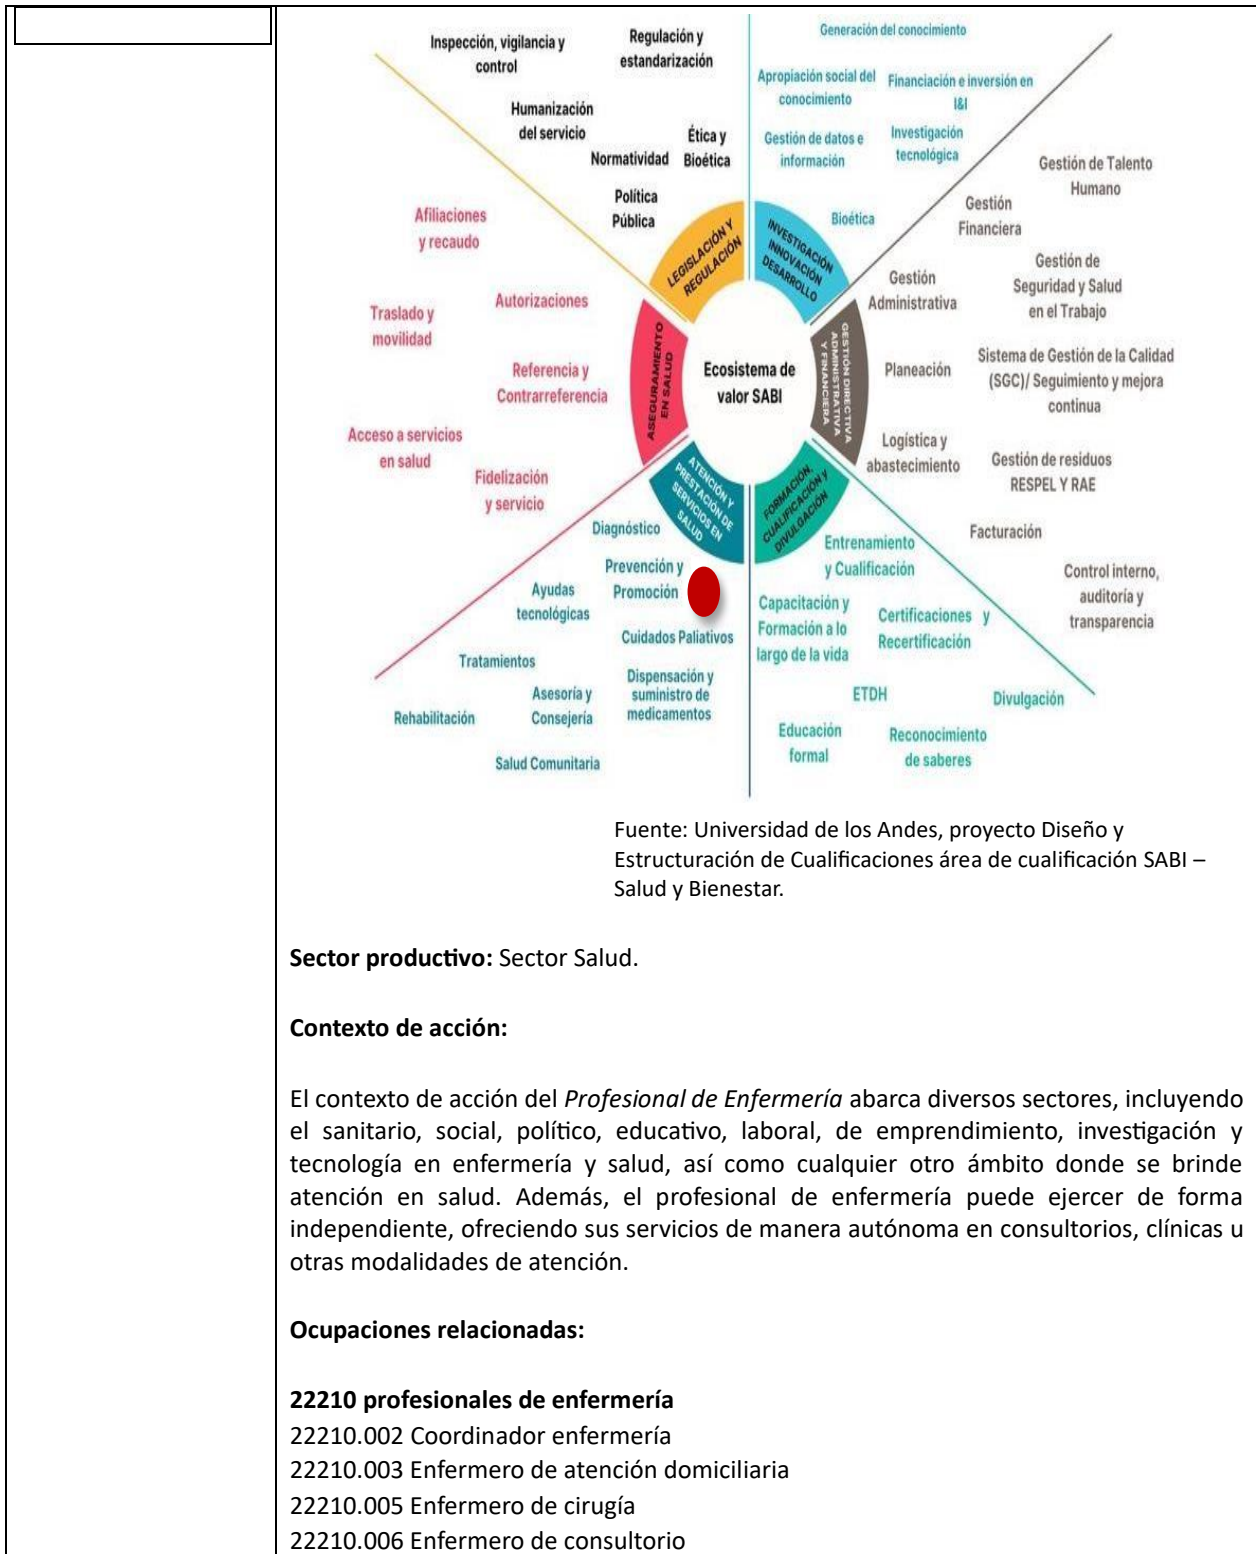 Inspección, vigilancia y
control
Regulación y
estandarización
Humanización
del servicio
Normatividad
Ética y
Bioética
Política
Pública
LEGISLACIÓN Y
REGULACIÓN
Generación del conocimiento
Apropiación social del
conocimiento
Financiación e inversión en
I&I
Gestión de datos e
información
Investigación
tecnológica
Bioética
INVESTIGACIÓN
INNOVACIÓN
DESARROLLO
Gestión de Talento
Humano
Gestión
Financiera
Gestión
Administrativa
Gestión de
Seguridad y Salud
en el Trabajo
Planeación
Sistema de Gestión de la Calidad
(SGC)/ Seguimiento y mejora
continua
Logística y
abastecimiento
Gestión de residuos
RESPEL Y RAE
Facturación
Control interno,
auditoría y
transparencia
GESTIÓN DIRECTIVA
ADMINISTRATIVA
Y FINANCIERA
Afiliaciones
y recaudo
Autorizaciones
Traslado y
movilidad
Referencia y
Contrarreferencia
Acceso a servicios
en salud
Fidelización
y servicio
ASEGURAMIENTO
EN SALUD
Ecosistema de
valor SABI
ATENCIÓN Y
PRESTACIÓN DE
SERVICIOS EN
SALUD
Diagnóstico
Prevención y
Promoción
Ayudas
tecnológicas
Cuidados Paliativos
Tratamientos
Asesoría y
Consejería
Dispensación y
suministro de
medicamentos
Rehabilitación
Salud Comunitaria
FORMACIÓN,
CUALIFICACIÓN y
DIVULGACIÓN
Entrenamiento
y Cualificación
Capacitación y
Formación a lo
largo de la vida
Certificaciones y
Recertificación
ETDH
Divulgación
Educación
formal
Reconocimiento
de saberes
Fuente: Universidad de los Andes, proyecto Diseño y
Estructuración de Cualificaciones área de cualificación SABI –
Salud y Bienestar.
Sector productivo: Sector Salud.
Contexto de acción:
El contexto de acción del Profesional de Enfermería abarca diversos sectores, incluyendo
el sanitario, social, político, educativo, laboral, de emprendimiento, investigación y
tecnología en enfermería y salud, así como cualquier otro ámbito donde se brinde
atención en salud. Además, el profesional de enfermería puede ejercer de forma
independiente, ofreciendo sus servicios de manera autónoma en consultorios, clínicas u
otras modalidades de atención.
Ocupaciones relacionadas:
22210 profesionales de enfermería
22210.002 Coordinador enfermería
22210.003 Enfermero de atención domiciliaria
22210.005 Enfermero de cirugía
22210.006 Enfermero de consultorio